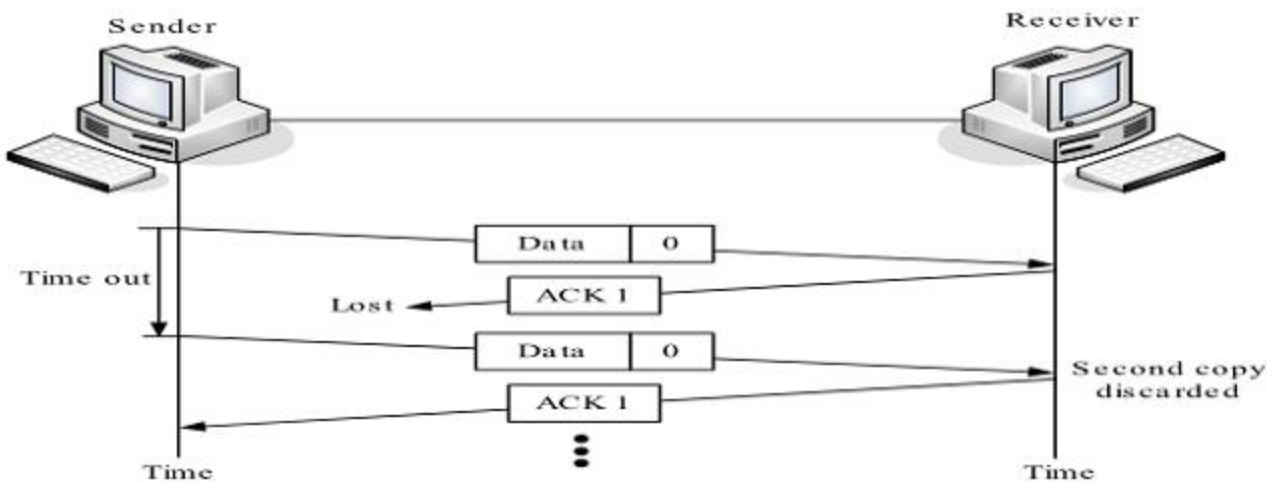 Sender
Receiver
Data 0
Time out
ACK 1
Lost
Data 0
Second copy
discarded
ACK 1
Time
Time